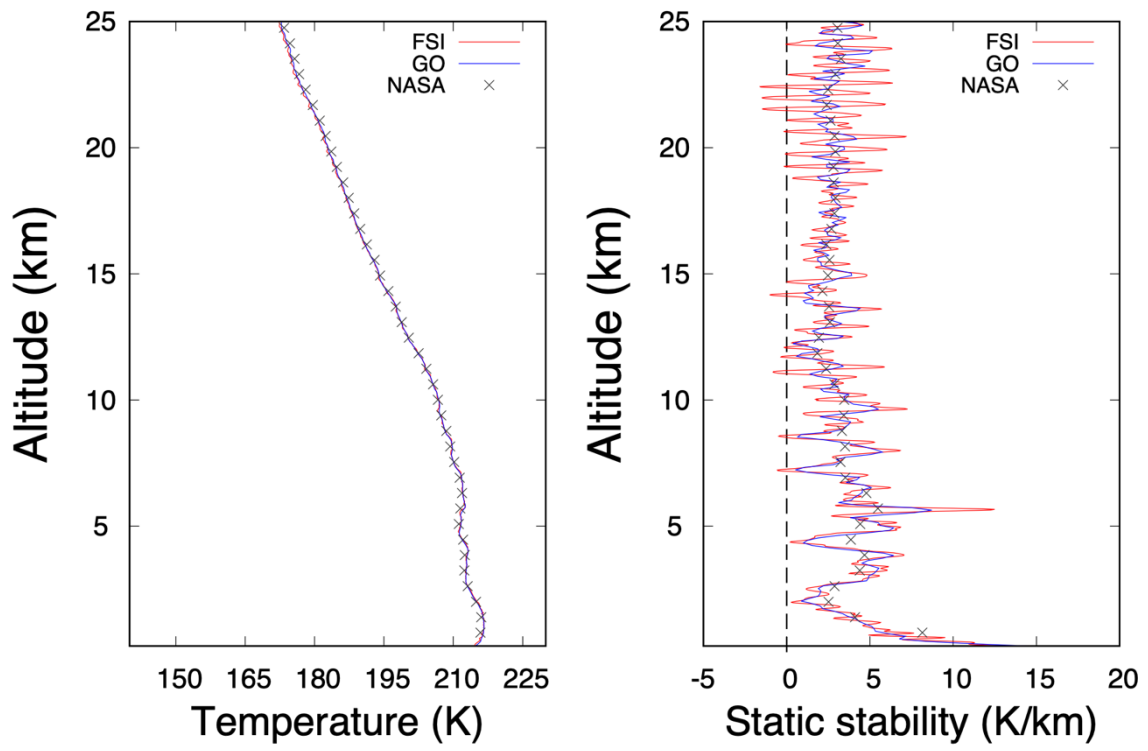 25
20
15
10
5
Altitude (km)
FSI
GO
NASA
150 165 180 195 210 225
Temperature (K)
25
20
15
10
5
Altitude (km)
FSI
GO
NASA
-5 0 5 10 15 20
Static stability (K/km)